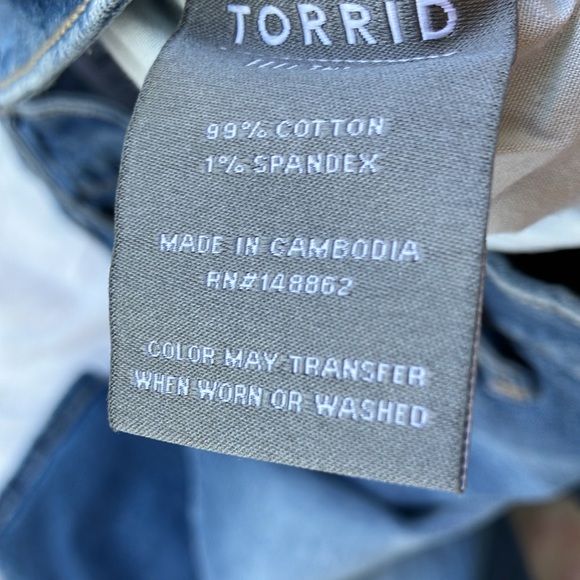 TORRID
99% COTTON
1% SPANDEX
MADE IN CAMBODIA
RN#148862
COLOR MAY TRANSFER
WHEN WORN OR WASHED